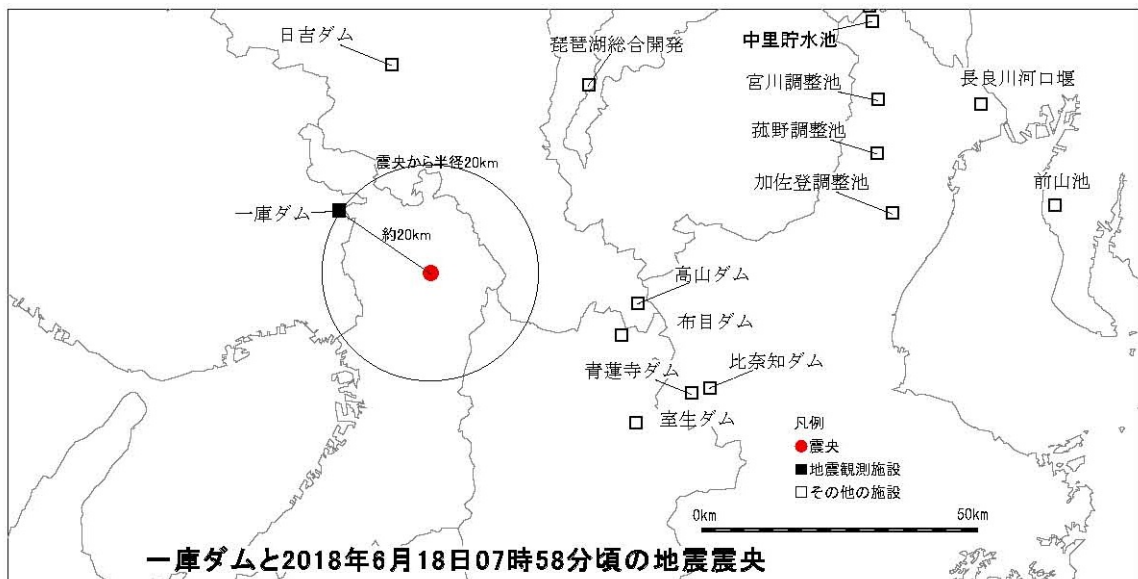 日吉ダム
琵琶湖総合開発
中里貯水池
宮川調整池
長良川河口堰
菰野調整池
震央から半径20km
加佐登調整池
前山池
一庫ダム
約20km
高山ダム
布目ダム
青蓮寺ダム
比奈知ダム
室生ダム
凡例
震央
地震観測施設
その他の施設
0km
50km
一庫ダムと2018年6月18日07時58分頃の地震震央